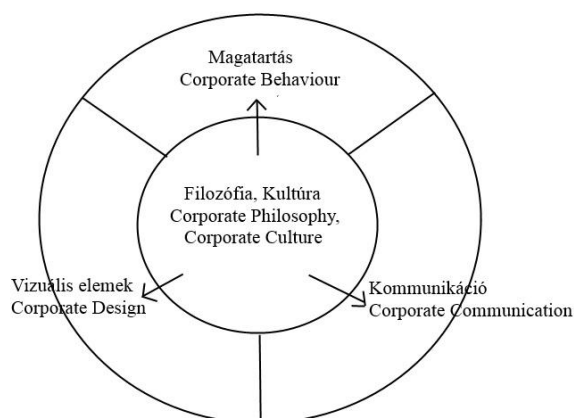 Magatartás
Corporate Behaviour
Filozófia, Kultúra
Corporate Philosophy,
Corporate Culture
Vizuális elemek
Corporate Design
Kommunikáció
Corporate Communication